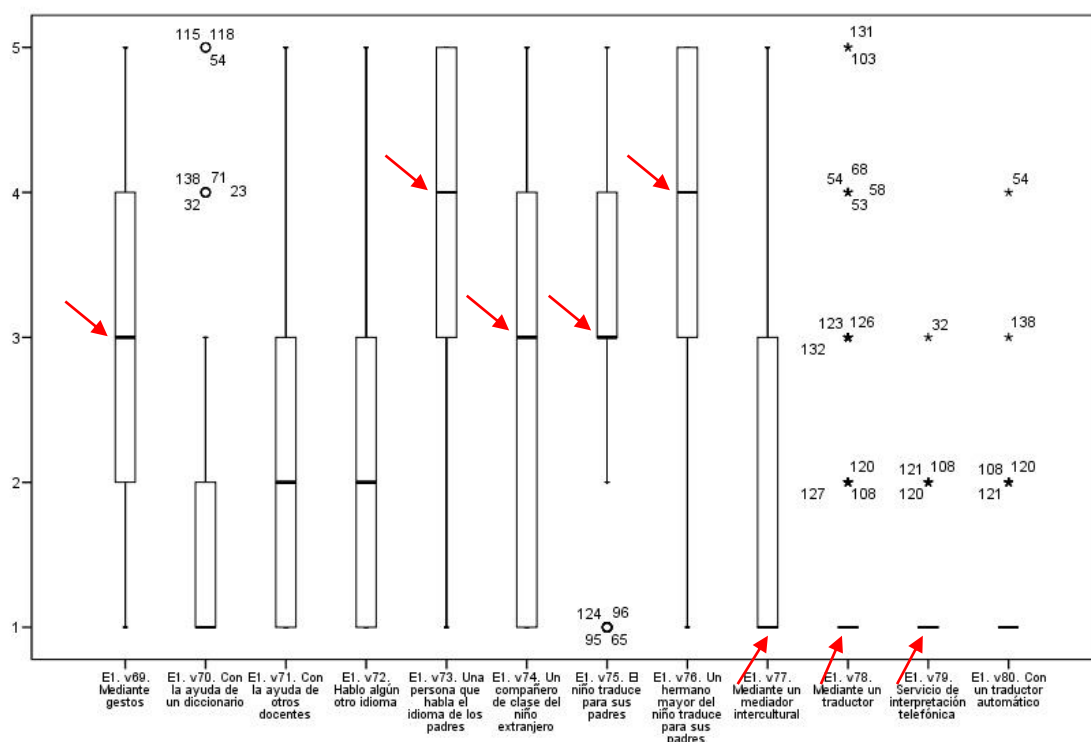 5
4
3
2
1
115 118
54
138 71
23
32
124 96
95 65
131
103
68
54
58
53
123 126
132
120
127 108
32
121 108
120
54
138
108 120
121
E1. v69.
Mediante
gestos
E1. v70. Con
la ayuda de
un diccionario
E1. v71. Con
la ayuda de
otros
docentes
E1. v72.
Hablo algún
otro idioma
E1. v73. Una
persona que
habla el
idioma de los
padres
E1. v74. Un
compañero
de clase del
niño
extranjero
E1. v75. El
niño traduce
para sus
padres
E1. v76. Un
hermano
mayor del
niño traduce
para sus
padres
E1. v77.
Mediante un
mediador
intercultural
E1. v78.
Mediante un
traductor
E1. v79.
Servicio de
interpretación
telefónica
E1. v80. Con
un traductor
automático